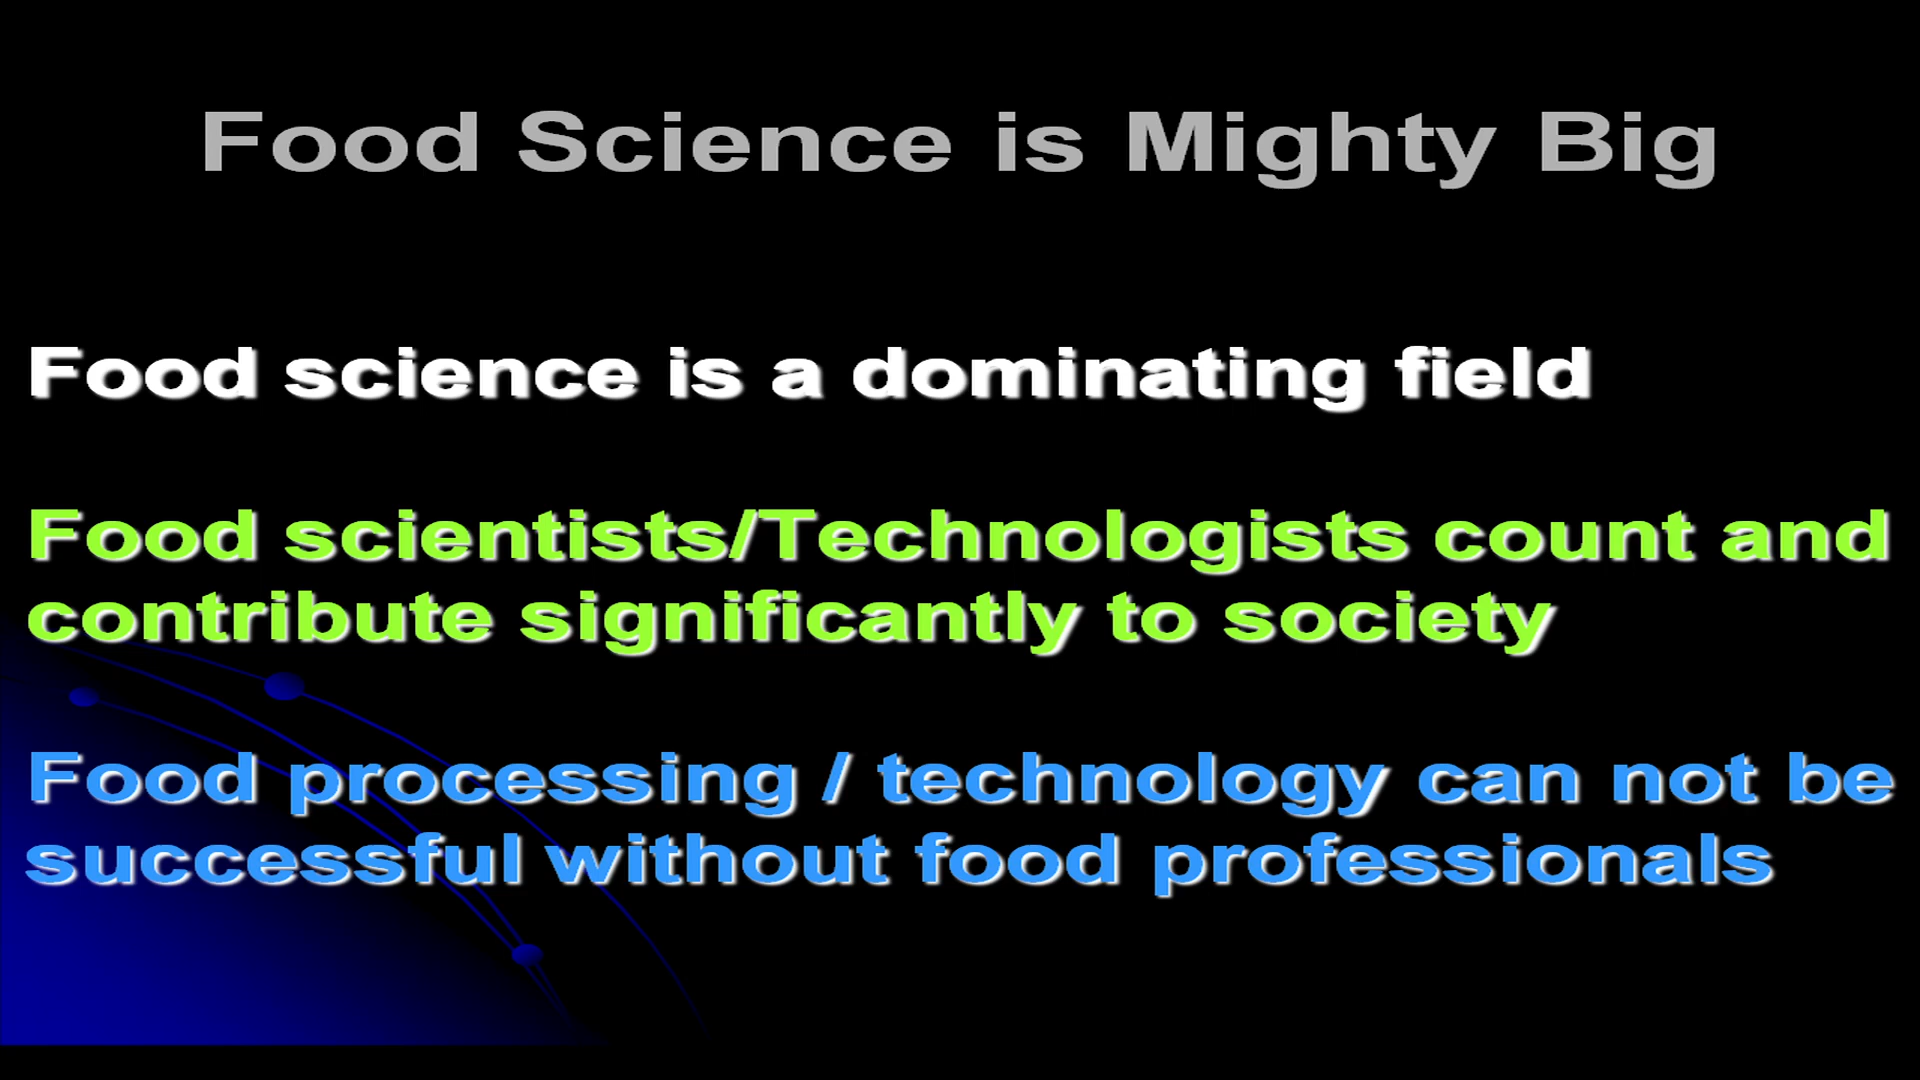 Food Science is Mighty Big
Food science is a dominating field
Food scientists/Technologists count and
contribute significantly to society
Food processing / technology can not be
successful without food professionals